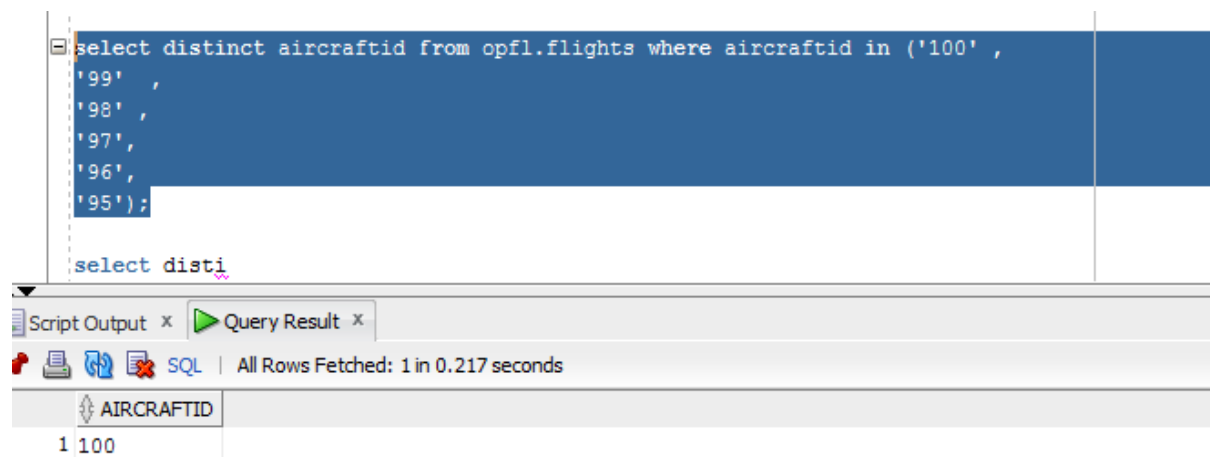 select distinct aircraftid from opfl.flights where aircraftid in ('100' ,
'99'  ,
'98' ,
'97',
'96',
'95');
select disti
Script Output x Query Result x
SQL | All Rows Fetched: 1 in 0.217 seconds
AIRCRAFTID
1 100